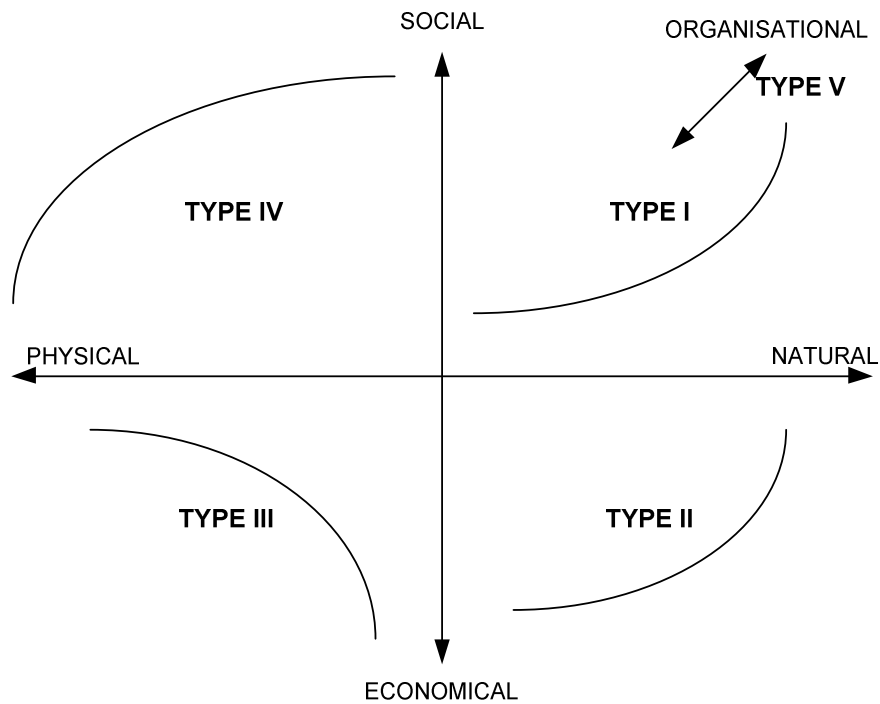 SOCIAL
ORGANISATIONAL
TYPE V
TYPE IV
TYPE I
PHYSICAL
NATURAL
TYPE III
TYPE II
ECONOMICAL